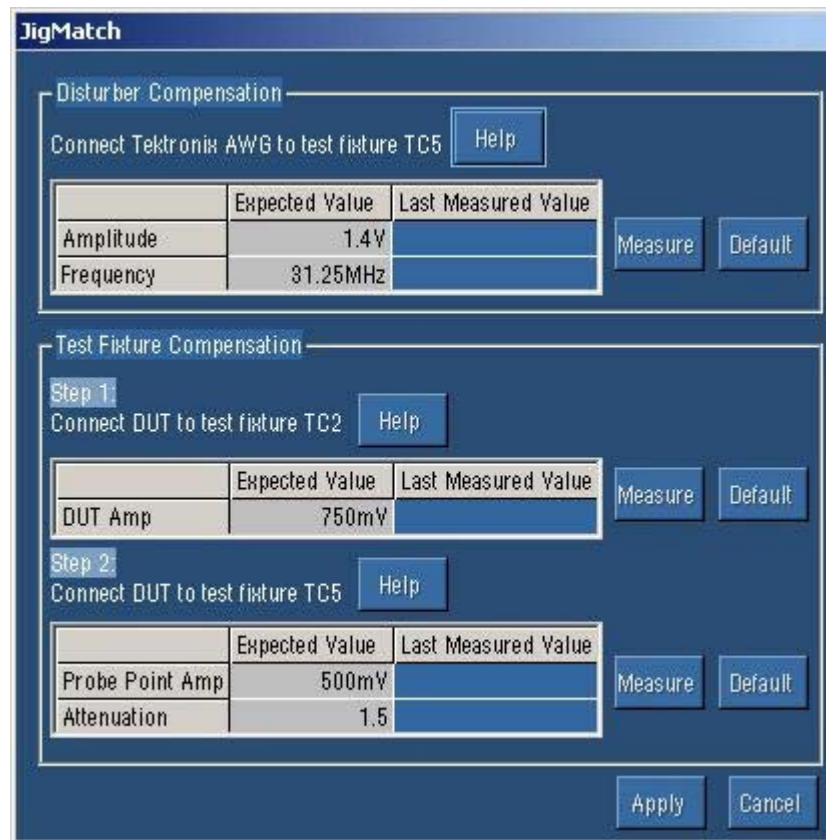 JigMatch
Disturber Compensation
Connect Tektronix AWG to test fixture TC5 Help
Expected Value Last Measured Value
Amplitude 1.4V
Frequency 31.25MHz
Measure Default
Test Fixture Compensation
Step 1:
Connect DUT to test fixture TC2 Help
Expected Value Last Measured Value
DUT Amp 750mV
Measure Default
Step 2:
Connect DUT to test fixture TC5 Help
Expected Value Last Measured Value
Probe Point Amp 500mV
Attenuation 1.5
Measure Default
Apply Cancel